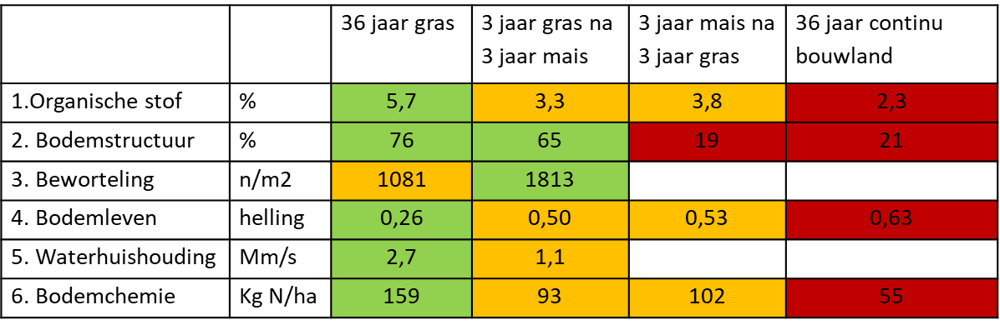 36 jaar gras 3 jaar gras na 3 jaar mais 3 jaar mais na 3 jaar gras 36 jaar continu bouwland
1.Organische stof % 5,7 3,3 3,8 2,3
2. Bodemstructuur % 76 65 19 21
3. Beworteling n/m2 1081 1813
4. Bodemleven helling 0,26 0,50 0,53 0,63
5. Waterhuishouding Mm/s 2,7 1,1
6. Bodemchemie Kg N/ha 159 93 102 55